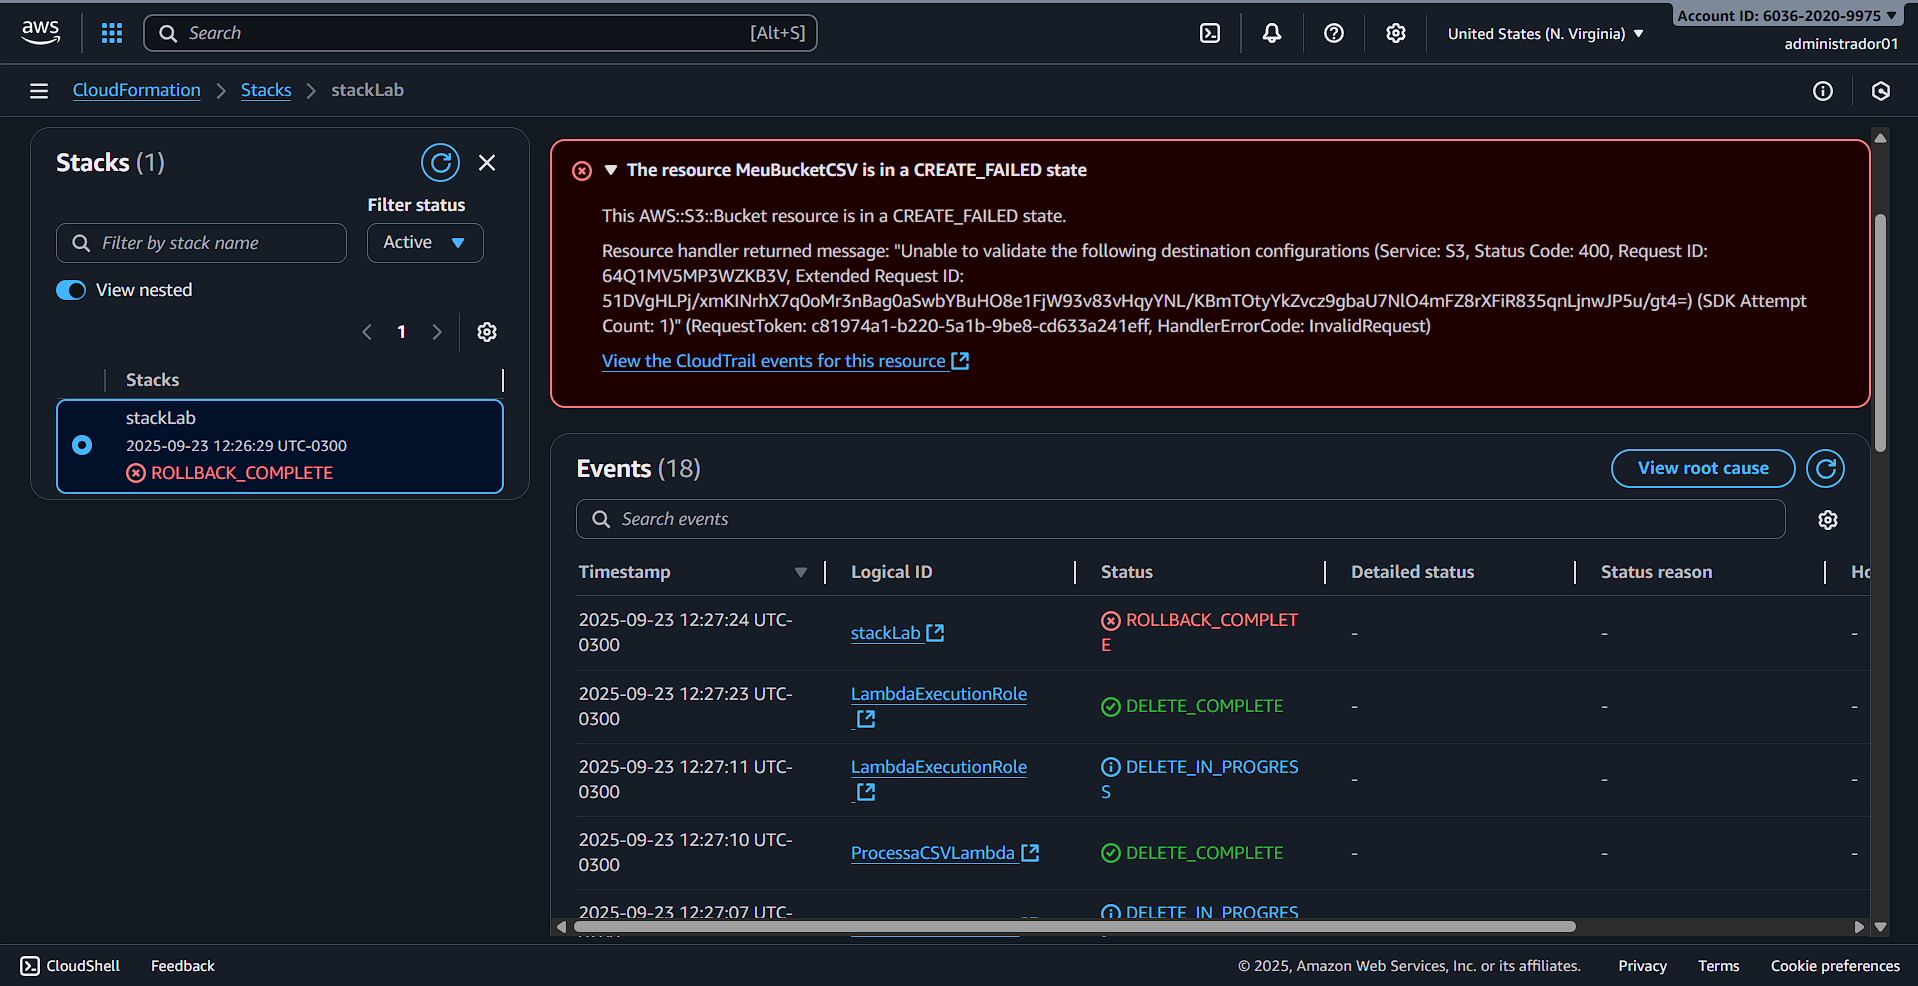 aws
Search
[Alt+S]
United States (N. Virginia)
Account ID: 6036-2020-9975
administrador01
CloudFormation
Stacks
stackLab
Stacks (1)
Filter status
Filter by stack name
Active
View nested
1
Stacks
stackLab
2025-09-23 12:26:29 UTC-0300
ROLLBACK_COMPLETE
The resource MeuBucketCSV is in a CREATE_FAILED state
This AWS::S3::Bucket resource is in a CREATE_FAILED state.
Resource handler returned message: "Unable to validate the following destination configurations (Service: S3, Status Code: 400, Request ID:
64Q1MV5MP3WZKB3V, Extended Request ID:
51DVgHLPj/xmKINrhX7q0oMr3nBag0aSwbYBuHO8e1FjW93v83vHqyYNL/KBmTOtyYkZvcz9gbaU7NlO4mFZ8rXFiR835qnLjnwJP5u/gt4=) (SDK Attempt
Count: 1)" (RequestToken: c81974a1-b220-5a1b-9be8-cd633a241eff, HandlerErrorCode: InvalidRequest)
View the CloudTrail events for this resource
Events (18)
View root cause
Search events
Timestamp
Logical ID
Status
Detailed status
Status reason
2025-09-23 12:27:24 UTC-
0300
stackLab
ROLLBACK_COMPLET
E
-
-
-
2025-09-23 12:27:23 UTC-
0300
LambdaExecutionRole
DELETE_COMPLETE
-
-
-
2025-09-23 12:27:11 UTC-
0300
LambdaExecutionRole
DELETE_IN_PROGRES
S
-
-
-
2025-09-23 12:27:10 UTC-
0300
ProcessaCSVLambda
DELETE_COMPLETE
-
-
-
2025-09-23 12:27:07 UTC-
DELETE_IN_PROGRES
CloudShell
Feedback
© 2025, Amazon Web Services, Inc. or its affiliates.
Privacy
Terms
Cookie preferences